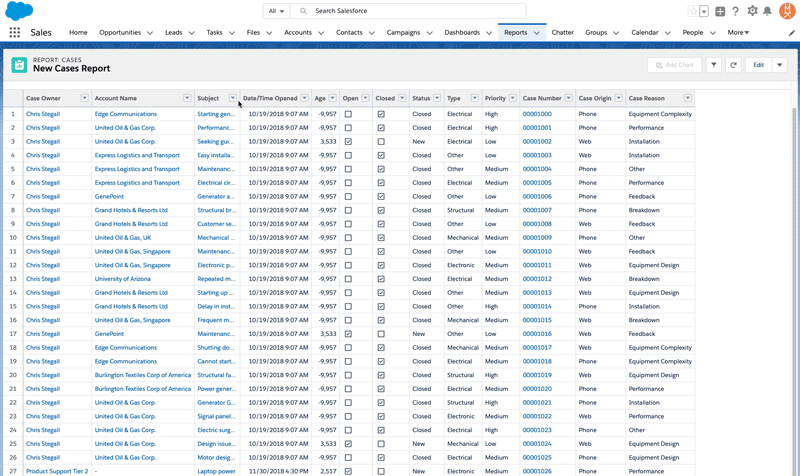 All
Search Salesforce
Sales
Home Opportunities Leads Tasks Files Accounts Contacts Campaigns Dashboards Reports Chatter Groups Calendar People More
REPORT: CASES
New Cases Report
Add Chart
Edit
Case Owner Account Name Subject Date/Time Opened Age Open Closed Status Type Priority Case Number Case Origin Case Reason
1 Chris Stegall Edge Communications Starting gen... 10/19/2018 9:07 AM -9,957 Closed Electrical High 00001000 Phone Equipment Complexity
2 Chris Stegall United Oil & Gas Corp. Performanc... 10/19/2018 9:07 AM -9,957 Closed Electrical High 00001001 Phone Performance
3 Chris Stegall United Oil & Gas Corp. Seeking gui... 10/19/2018 9:07 AM 3,533 New Electrical Low 00001002 Web Installation
4 Chris Stegall Express Logistics and Transport Easy installa... 10/19/2018 9:07 AM -9,957 Closed Other Low 00001003 Web Installation
5 Chris Stegall Express Logistics and Transport Maintenanc... 10/19/2018 9:07 AM -9,957 Closed Other Medium 00001004 Phone Other
6 Chris Stegall Express Logistics and Transport Electrical cir... 10/19/2018 9:07 AM -9,957 Closed Electrical Medium 00001005 Phone Performance
7 Chris Stegall GenePoint Generator a... 10/19/2018 9:07 AM -9,957 Closed Other Low 00001006 Phone Feedback
8 Chris Stegall Grand Hotels & Resorts Ltd Structural br... 10/19/2018 9:07 AM -9,957 Closed Structural Medium 00001007 Phone Breakdown
9 Chris Stegall Grand Hotels & Resorts Ltd Customer se... 10/19/2018 9:07 AM -9,957 Closed Other Low 00001008 Web Feedback
10 Chris Stegall United Oil & Gas, UK Mechanical ... 10/19/2018 9:07 AM -9,957 Closed Mechanical Medium 00001009 Phone Other
11 Chris Stegall United Oil & Gas, Singapore Maintenanc... 10/19/2018 9:07 AM -9,957 Closed Other Low 00001010 Web Feedback
12 Chris Stegall United Oil & Gas, Singapore Electronic p... 10/19/2018 9:07 AM -9,957 Closed Electronic Medium 00001011 Web Equipment Design
13 Chris Stegall University of Arizona Repeated m... 10/19/2018 9:07 AM -9,957 Closed Electrical Medium 00001012 Web Breakdown
14 Chris Stegall Grand Hotels & Resorts Ltd Starting up ... 10/19/2018 9:07 AM -9,957 Closed Other Medium 00001013 Web Equipment Design
15 Chris Stegall Grand Hotels & Resorts Ltd Delay in inst... 10/19/2018 9:07 AM -9,957 Closed Other High 00001014 Phone Installation
16 Chris Stegall United Oil & Gas, Singapore Frequent m... 10/19/2018 9:07 AM -9,957 Closed Mechanical Medium 00001015 Web Breakdown
17 Chris Stegall GenePoint Maintenanc... 10/19/2018 9:07 AM 3,533 New Other Low 00001016 Web Feedback
18 Chris Stegall Edge Communications Shutting do... 10/19/2018 9:07 AM -9,957 Closed Mechanical Medium 00001017 Web Equipment Complexity
19 Chris Stegall Edge Communications Cannot start... 10/19/2018 9:07 AM -9,957 Closed Electrical Medium 00001018 Phone Equipment Complexity
20 Chris Stegall Burlington Textiles Corp of America Structural fa... 10/19/2018 9:07 AM -9,957 Closed Structural High 00001019 Web Equipment Design
21 Chris Stegall Burlington Textiles Corp of America Power gener... 10/19/2018 9:07 AM -9,957 Closed Electrical Medium 00001020 Phone Performance
22 Chris Stegall United Oil & Gas Corp. Generator G... 10/19/2018 9:07 AM -9,957 Closed Structural High 00001021 Phone Installation
23 Chris Stegall United Oil & Gas Corp. Signal panel... 10/19/2018 9:07 AM -9,957 Closed Electronic Medium 00001022 Web Performance
24 Chris Stegall United Oil & Gas Corp. Electric surg... 10/19/2018 9:07 AM -9,957 Closed Electrical High 00001023 Phone Other
25 Chris Stegall United Oil & Gas Corp. Design issue... 10/19/2018 9:07 AM 3,533 New Mechanical Low 00001024 Web Equipment Design
26 Chris Stegall United Oil & Gas Corp. Motor desig... 10/19/2018 9:07 AM -9,957 Closed Mechanical High 00001025 Web Equipment Design
27 Product Support Tier 2 - Laptop power 11/30/2018 4:30 PM 2,517 New Electronic Medium 00001026 Phone Performance